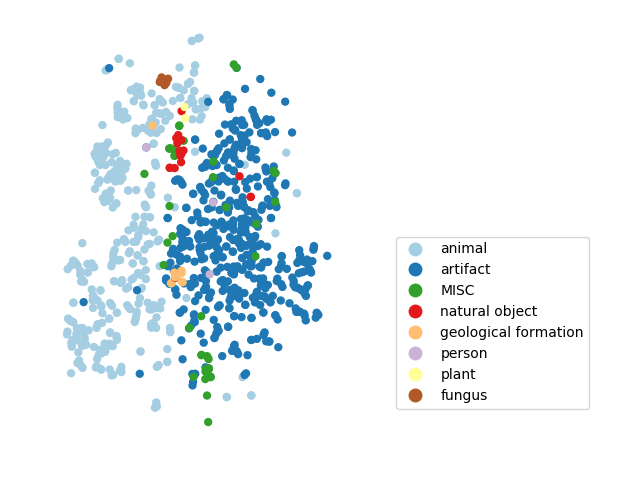 animal
artifact
MISC
natural object
geological formation
person
plant
fungus